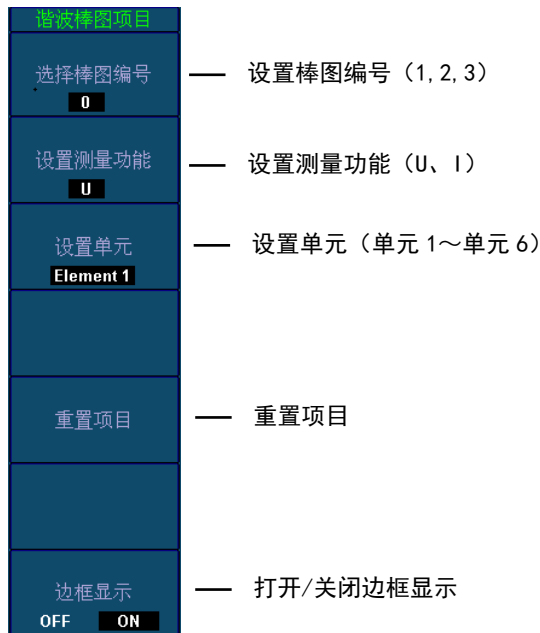 谐波棒图项目
选择棒图编号
0
设置棒图编号（1,2,3）
设置测量功能
U
设置测量功能（U、I）
设置单元
Element 1
设置单元（单元 1～单元 6）
重置项目
重置项目
边框显示
OFF ON
打开/关闭边框显示